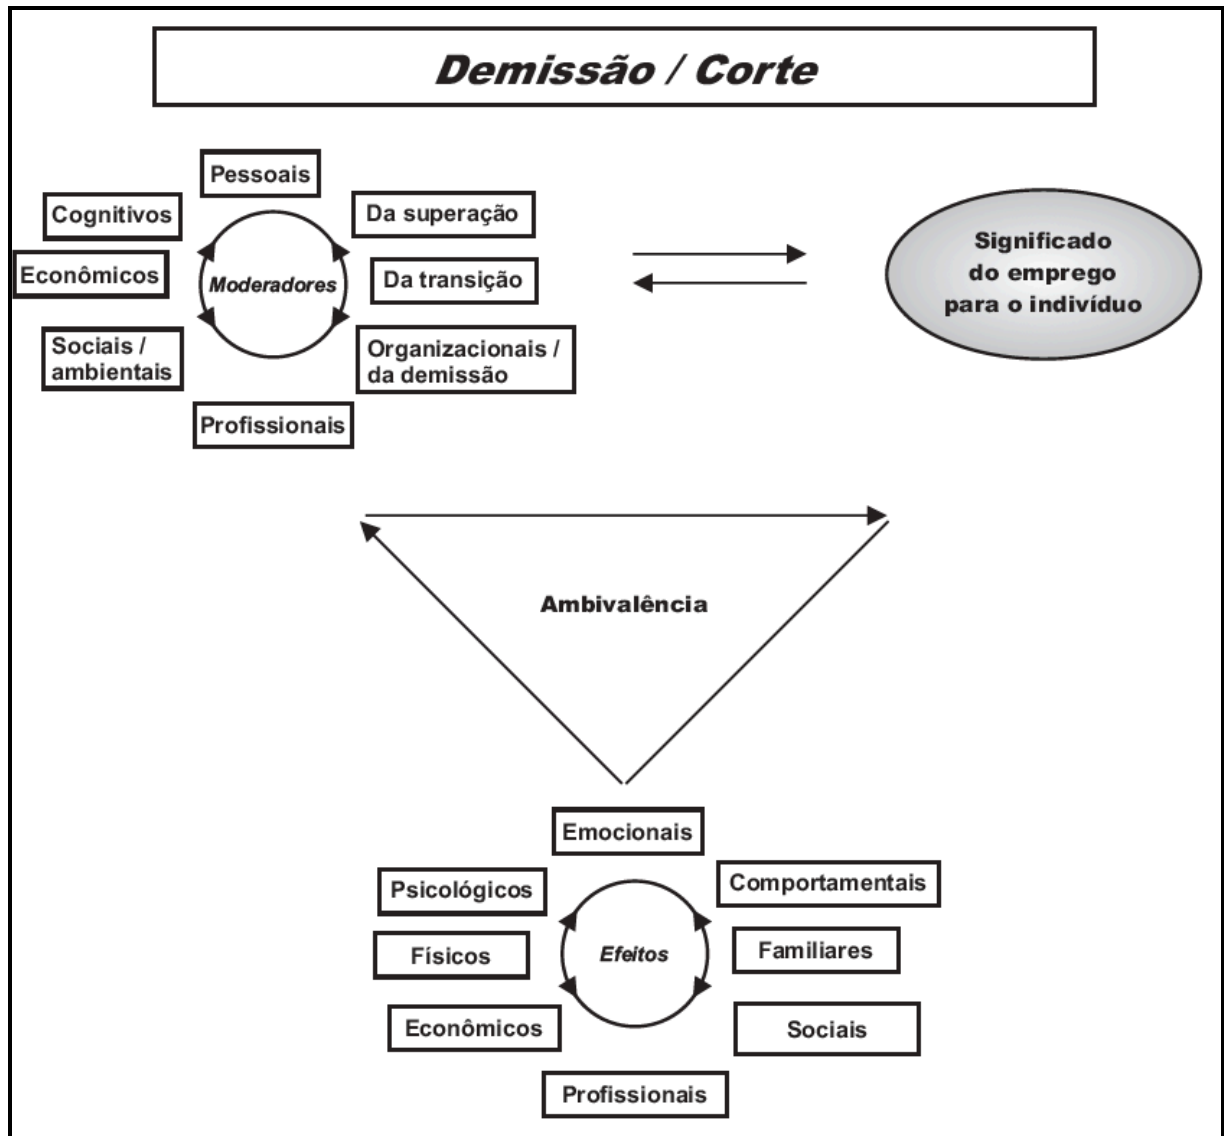 Demissão / Corte
Pessoais
Cognitivos
Da superação
Econômicos
Moderadores
Da transição
Sociais /
ambientais
Organizacionais /
da demissão
Profissionais
Significado
do emprego
para o indivíduo
Ambivalência
Emocionais
Psicológicos
Comportamentais
Físicos
Efeitos
Familiares
Econômicos
Sociais
Profissionais